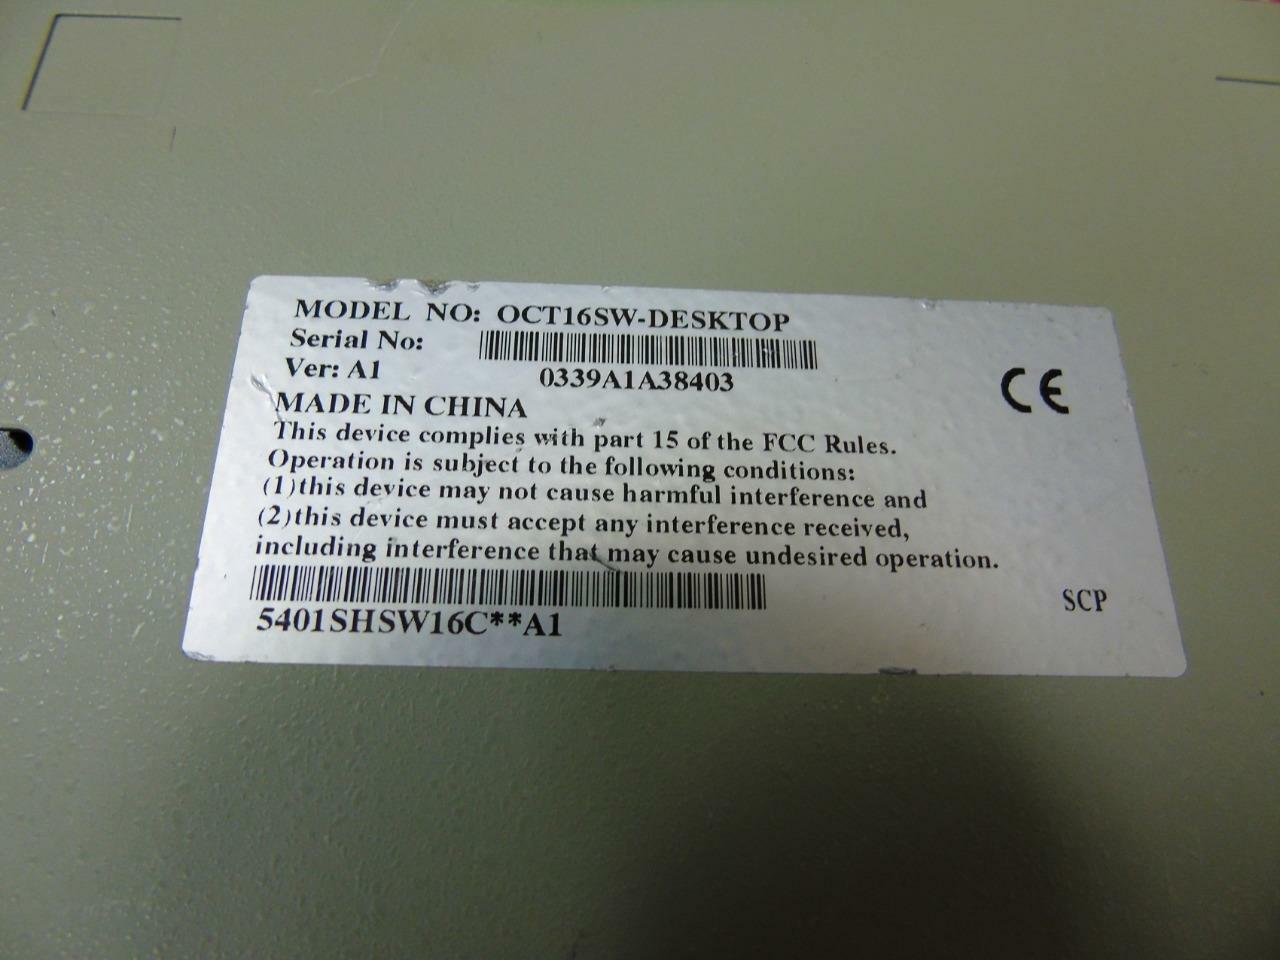 MODEL NO: OCT16SW-DESKTOP
Serial No:
Ver: A1
0339A1A38403
CE
MADE IN CHINA
This device complies with part 15 of the FCC Rules.
Operation is subject to the following conditions:
(1)this device may not cause harmful interference and
(2)this device must accept any interference received,
including interference that may cause undesired operation.
5401SHSW16C**A1
SCP